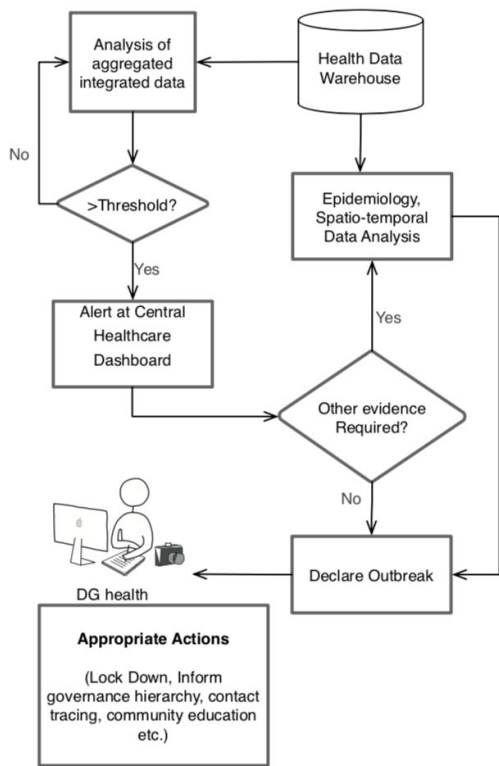 Analysis of
aggregated
integrated data
Health Data
Warehouse
No
>Threshold?
Epidemiology,
Spatio-temporal
Data Analysis
Yes
Alert at Central
Healthcare
Dashboard
Yes
Other evidence
Required?
No
Declare Outbreak
DG health
Appropriate Actions
(Lock Down, Inform
governance hierarchy, contact
tracing, community education
etc.)